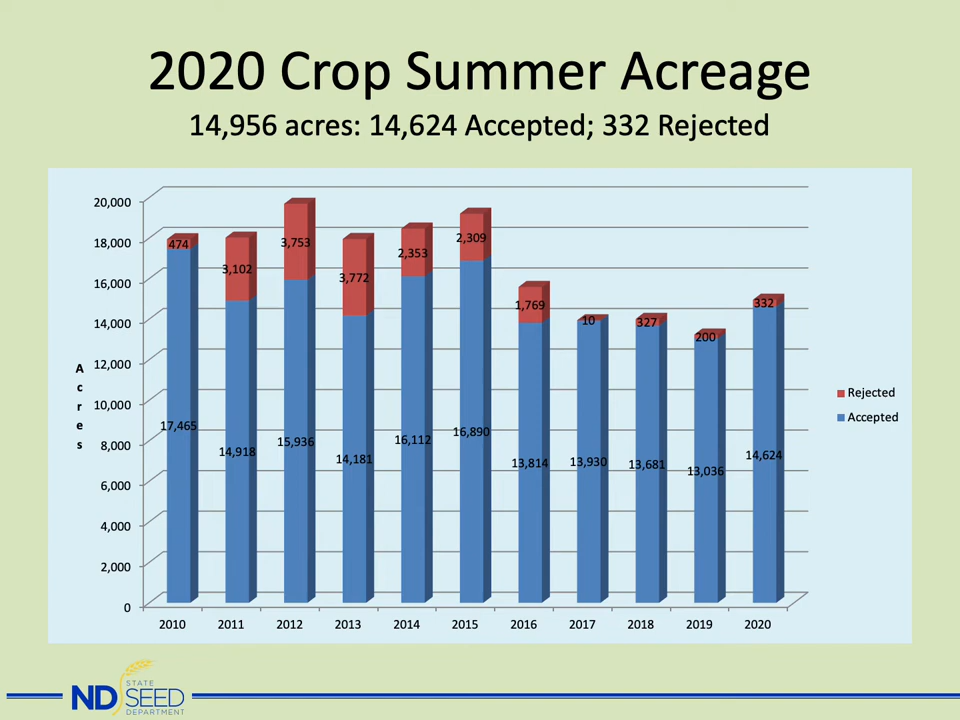 2020 Crop Summer Acreage
14,956 acres: 14,624 Accepted; 332 Rejected
20,000
18,000
16,000
14,000
12,000
10,000
8,000
6,000
4,000
2,000
0
Acres
474 3,102 3,753 3,772 2,353 2,309 1,769 10 327 200 332
17,465 14,918 15,936 14,181 16,112 16,890 13,814 13,930 13,681 13,036 14,624
2010 2011 2012 2013 2014 2015 2016 2017 2018 2019 2020
Rejected
Accepted
ND STATE
SEED
DEPARTMENT